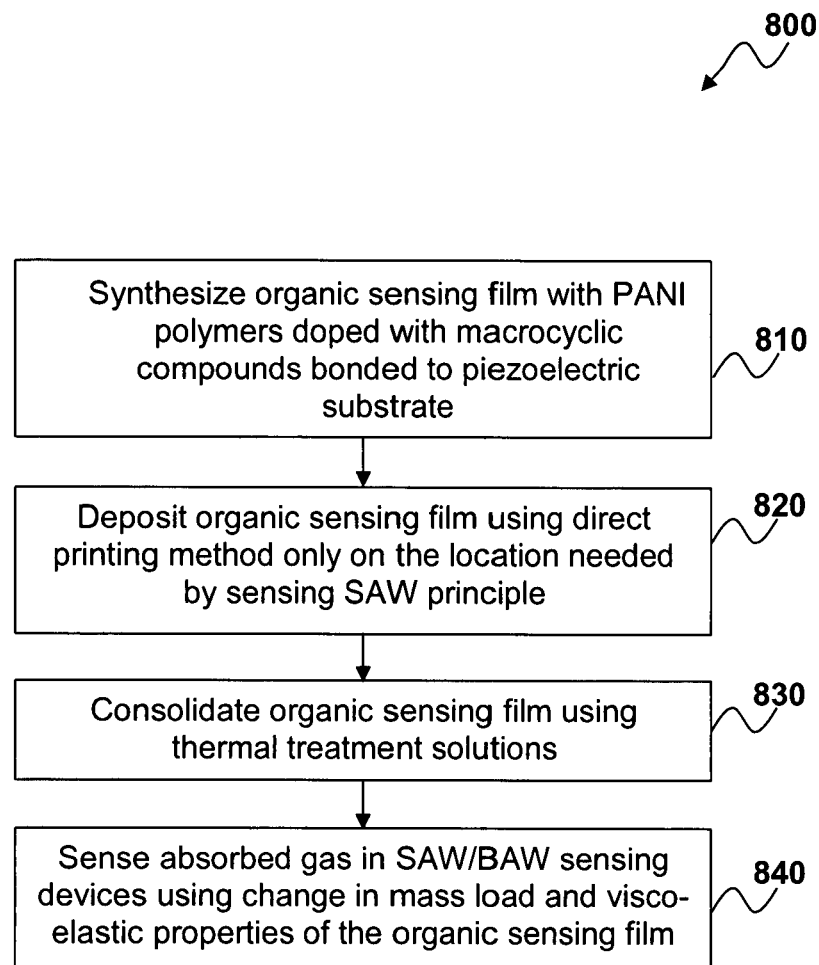 800
Synthesize organic sensing film with PANI
polymers doped with macrocyclic
compounds bonded to piezoelectric
substrate
810
Deposit organic sensing film using direct
printing method only on the location needed
by sensing SAW principle
820
Consolidate organic sensing film using
thermal treatment solutions
830
Sense absorbed gas in SAW/BAW sensing
devices using change in mass load and visco-
elastic properties of the organic sensing film
840